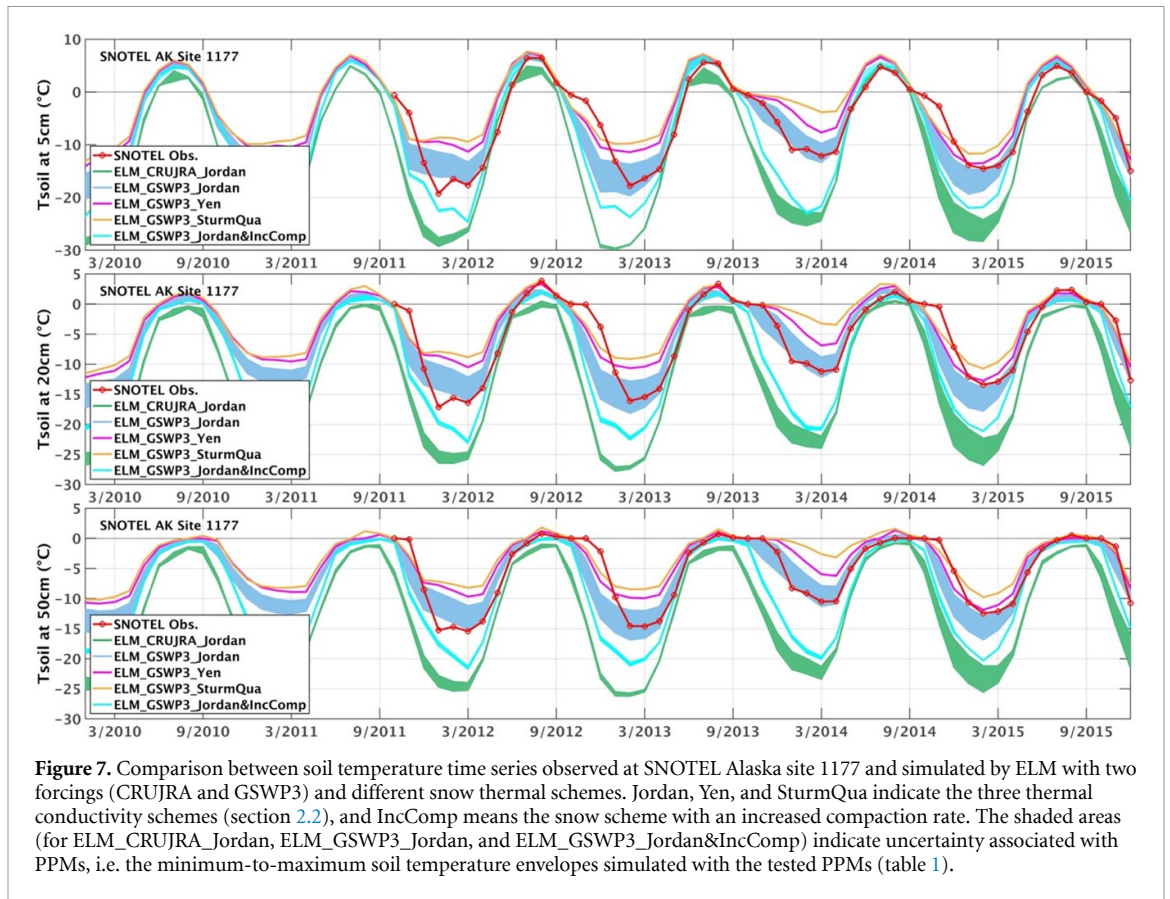 SNOTEL AK Site 1177
10
0
-10
-20
-30
Tsoil at 5cm (°C)
SNOTEL Obs.
ELM_CRUJRA_Jordan
ELM_GSWP3_Jordan
ELM_GSWP3_Yen
ELM_GSWP3_SturmQua
ELM_GSWP3_Jordan&IncComp
3/2010 9/2010 3/2011 9/2011 3/2012 9/2012 3/2013 9/2013 3/2014 9/2014 3/2015 9/2015
SNOTEL AK Site 1177
5
0
-5
-10
-15
-20
-25
-30
Tsoil at 20cm (°C)
SNOTEL Obs.
ELM_CRUJRA_Jordan
ELM_GSWP3_Jordan
ELM_GSWP3_Yen
ELM_GSWP3_SturmQua
ELM_GSWP3_Jordan&IncComp
3/2010 9/2010 3/2011 9/2011 3/2012 9/2012 3/2013 9/2013 3/2014 9/2014 3/2015 9/2015
SNOTEL AK Site 1177
5
0
-5
-10
-15
-20
-25
-30
Tsoil at 50cm (°C)
SNOTEL Obs.
ELM_CRUJRA_Jordan
ELM_GSWP3_Jordan
ELM_GSWP3_Yen
ELM_GSWP3_SturmQua
ELM_GSWP3_Jordan&IncComp
3/2010 9/2010 3/2011 9/2011 3/2012 9/2012 3/2013 9/2013 3/2014 9/2014 3/2015 9/2015
Figure 7. Comparison between soil temperature time series observed at SNOTEL Alaska site 1177 and simulated by ELM with two
forcings (CRUJRA and GSWP3) and different snow thermal schemes. Jordan, Yen, and SturmQua indicate the three thermal
conductivity schemes (section 2.2), and IncComp means the snow scheme with an increased compaction rate. The shaded areas
(for ELM_CRUJRA_Jordan, ELM_GSWP3_Jordan, and ELM_GSWP3_Jordan&IncComp) indicate uncertainty associated with
PPMs, i.e. the minimum-to-maximum soil temperature envelopes simulated with the tested PPMs (table 1).